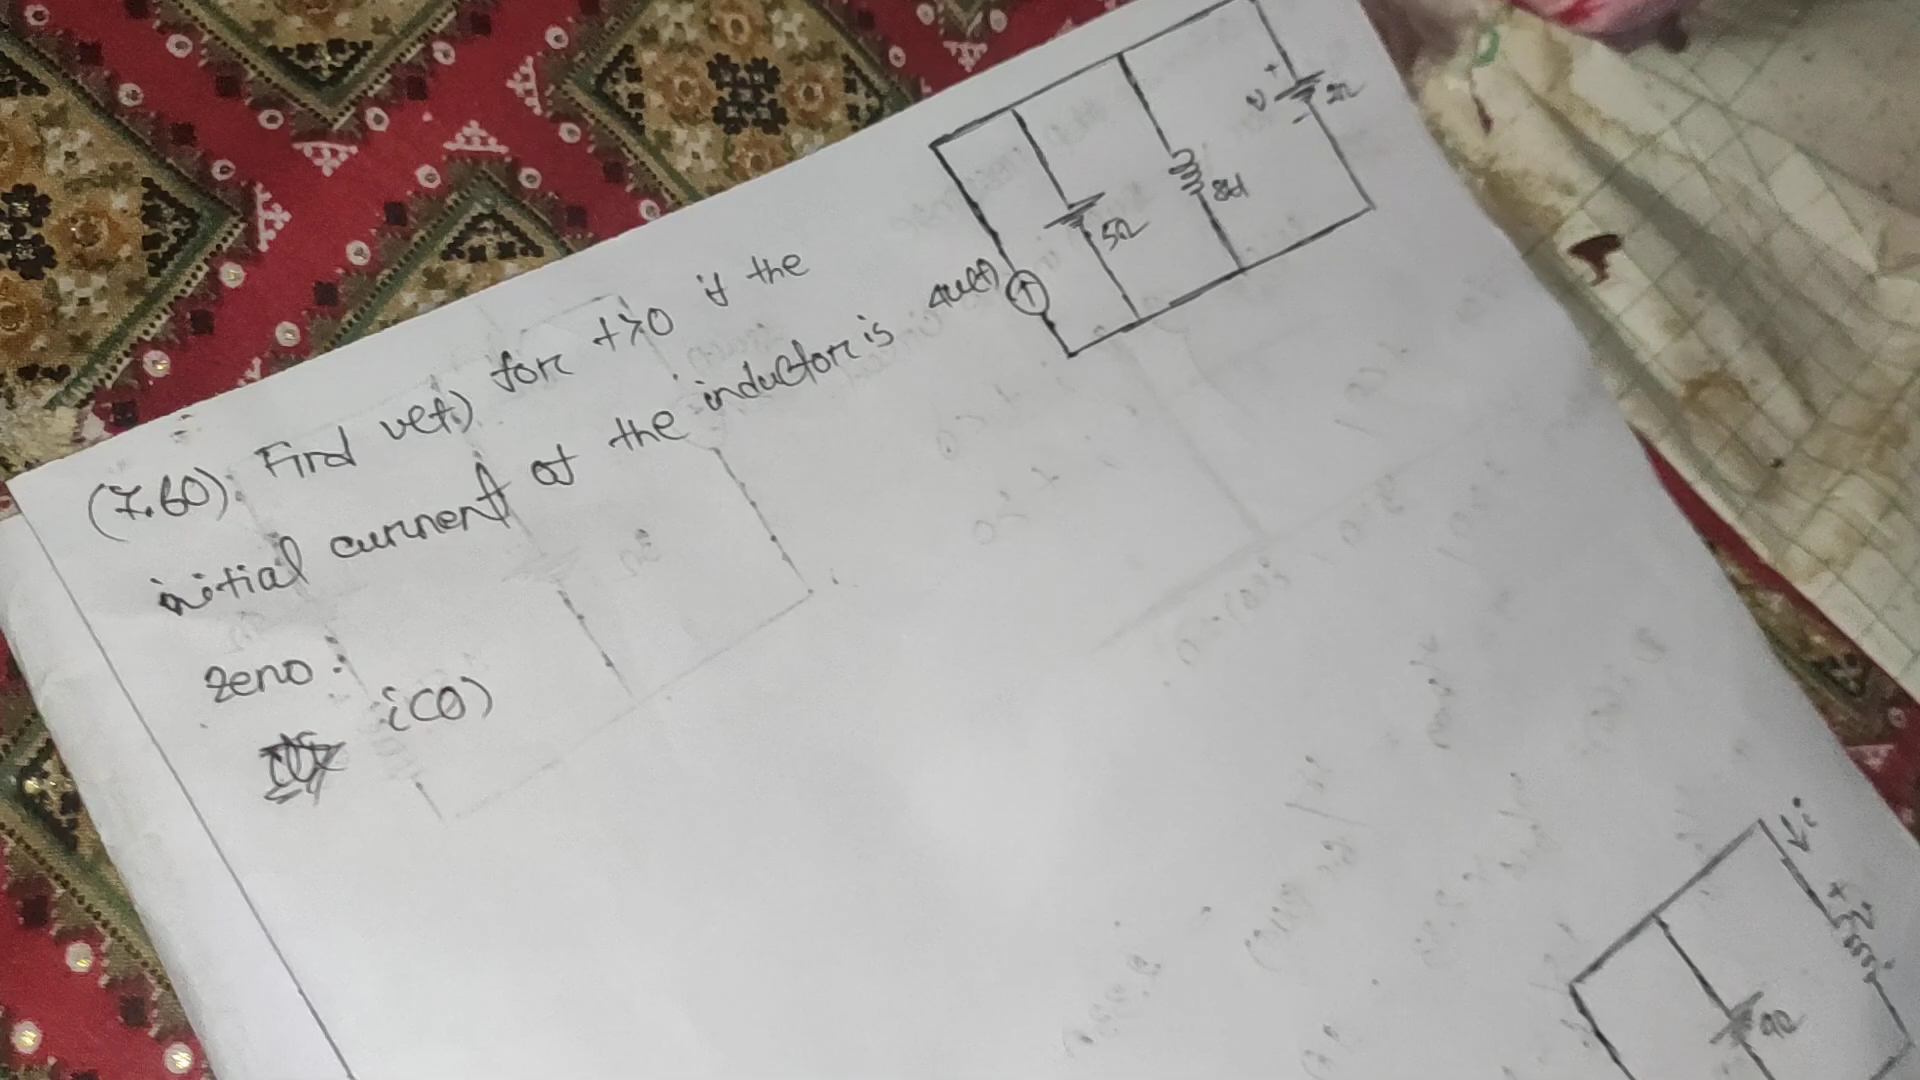 (7.60). Find v(t) for t>0 if the
initial current of the inductor is
zero.
i(0)
4u(t)
5Ω
8H
+
v
-
2Ω
i
+
9Ω